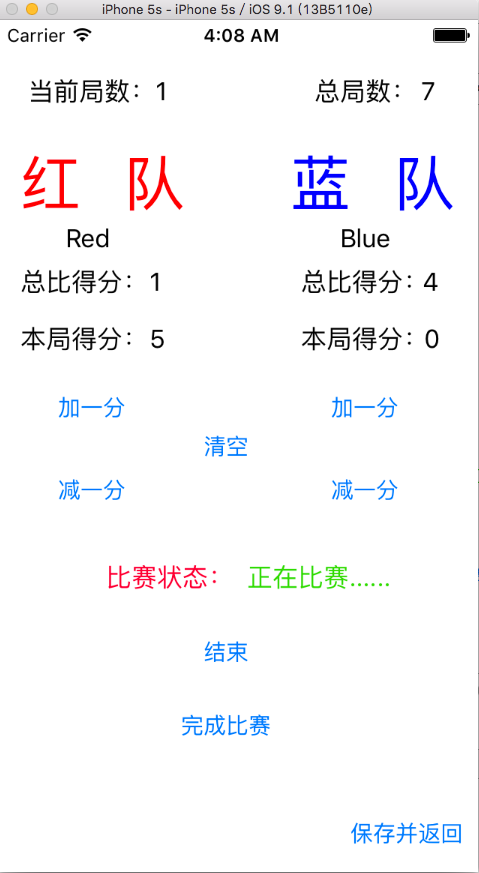 iPhone 5s - iPhone 5s / iOS 9.1 (13B5110e)
Carrier 4:08 AM
当前局数：1 总局数：7
红 队 蓝 队
Red Blue
总比得分：1 总比得分：4
本局得分：5 本局得分：0
加一分 加一分
清空
减一分 减一分
比赛状态： 正在比赛......
结束
完成比赛
保存并返回